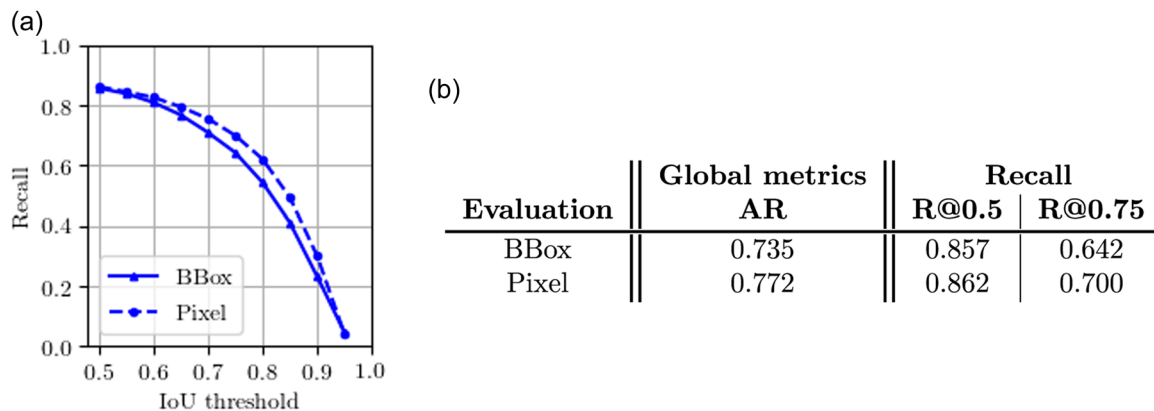 (a)
1.0
0.8
0.6
0.4
0.2
0.0
Recall
BBox
Pixel
0.5 0.6 0.7 0.8 0.9 1.0
IoU threshold
(b)
Global metrics Recall
Evaluation AR R@0.5 R@0.75
BBox 0.735 0.857 0.642
Pixel 0.772 0.862 0.700